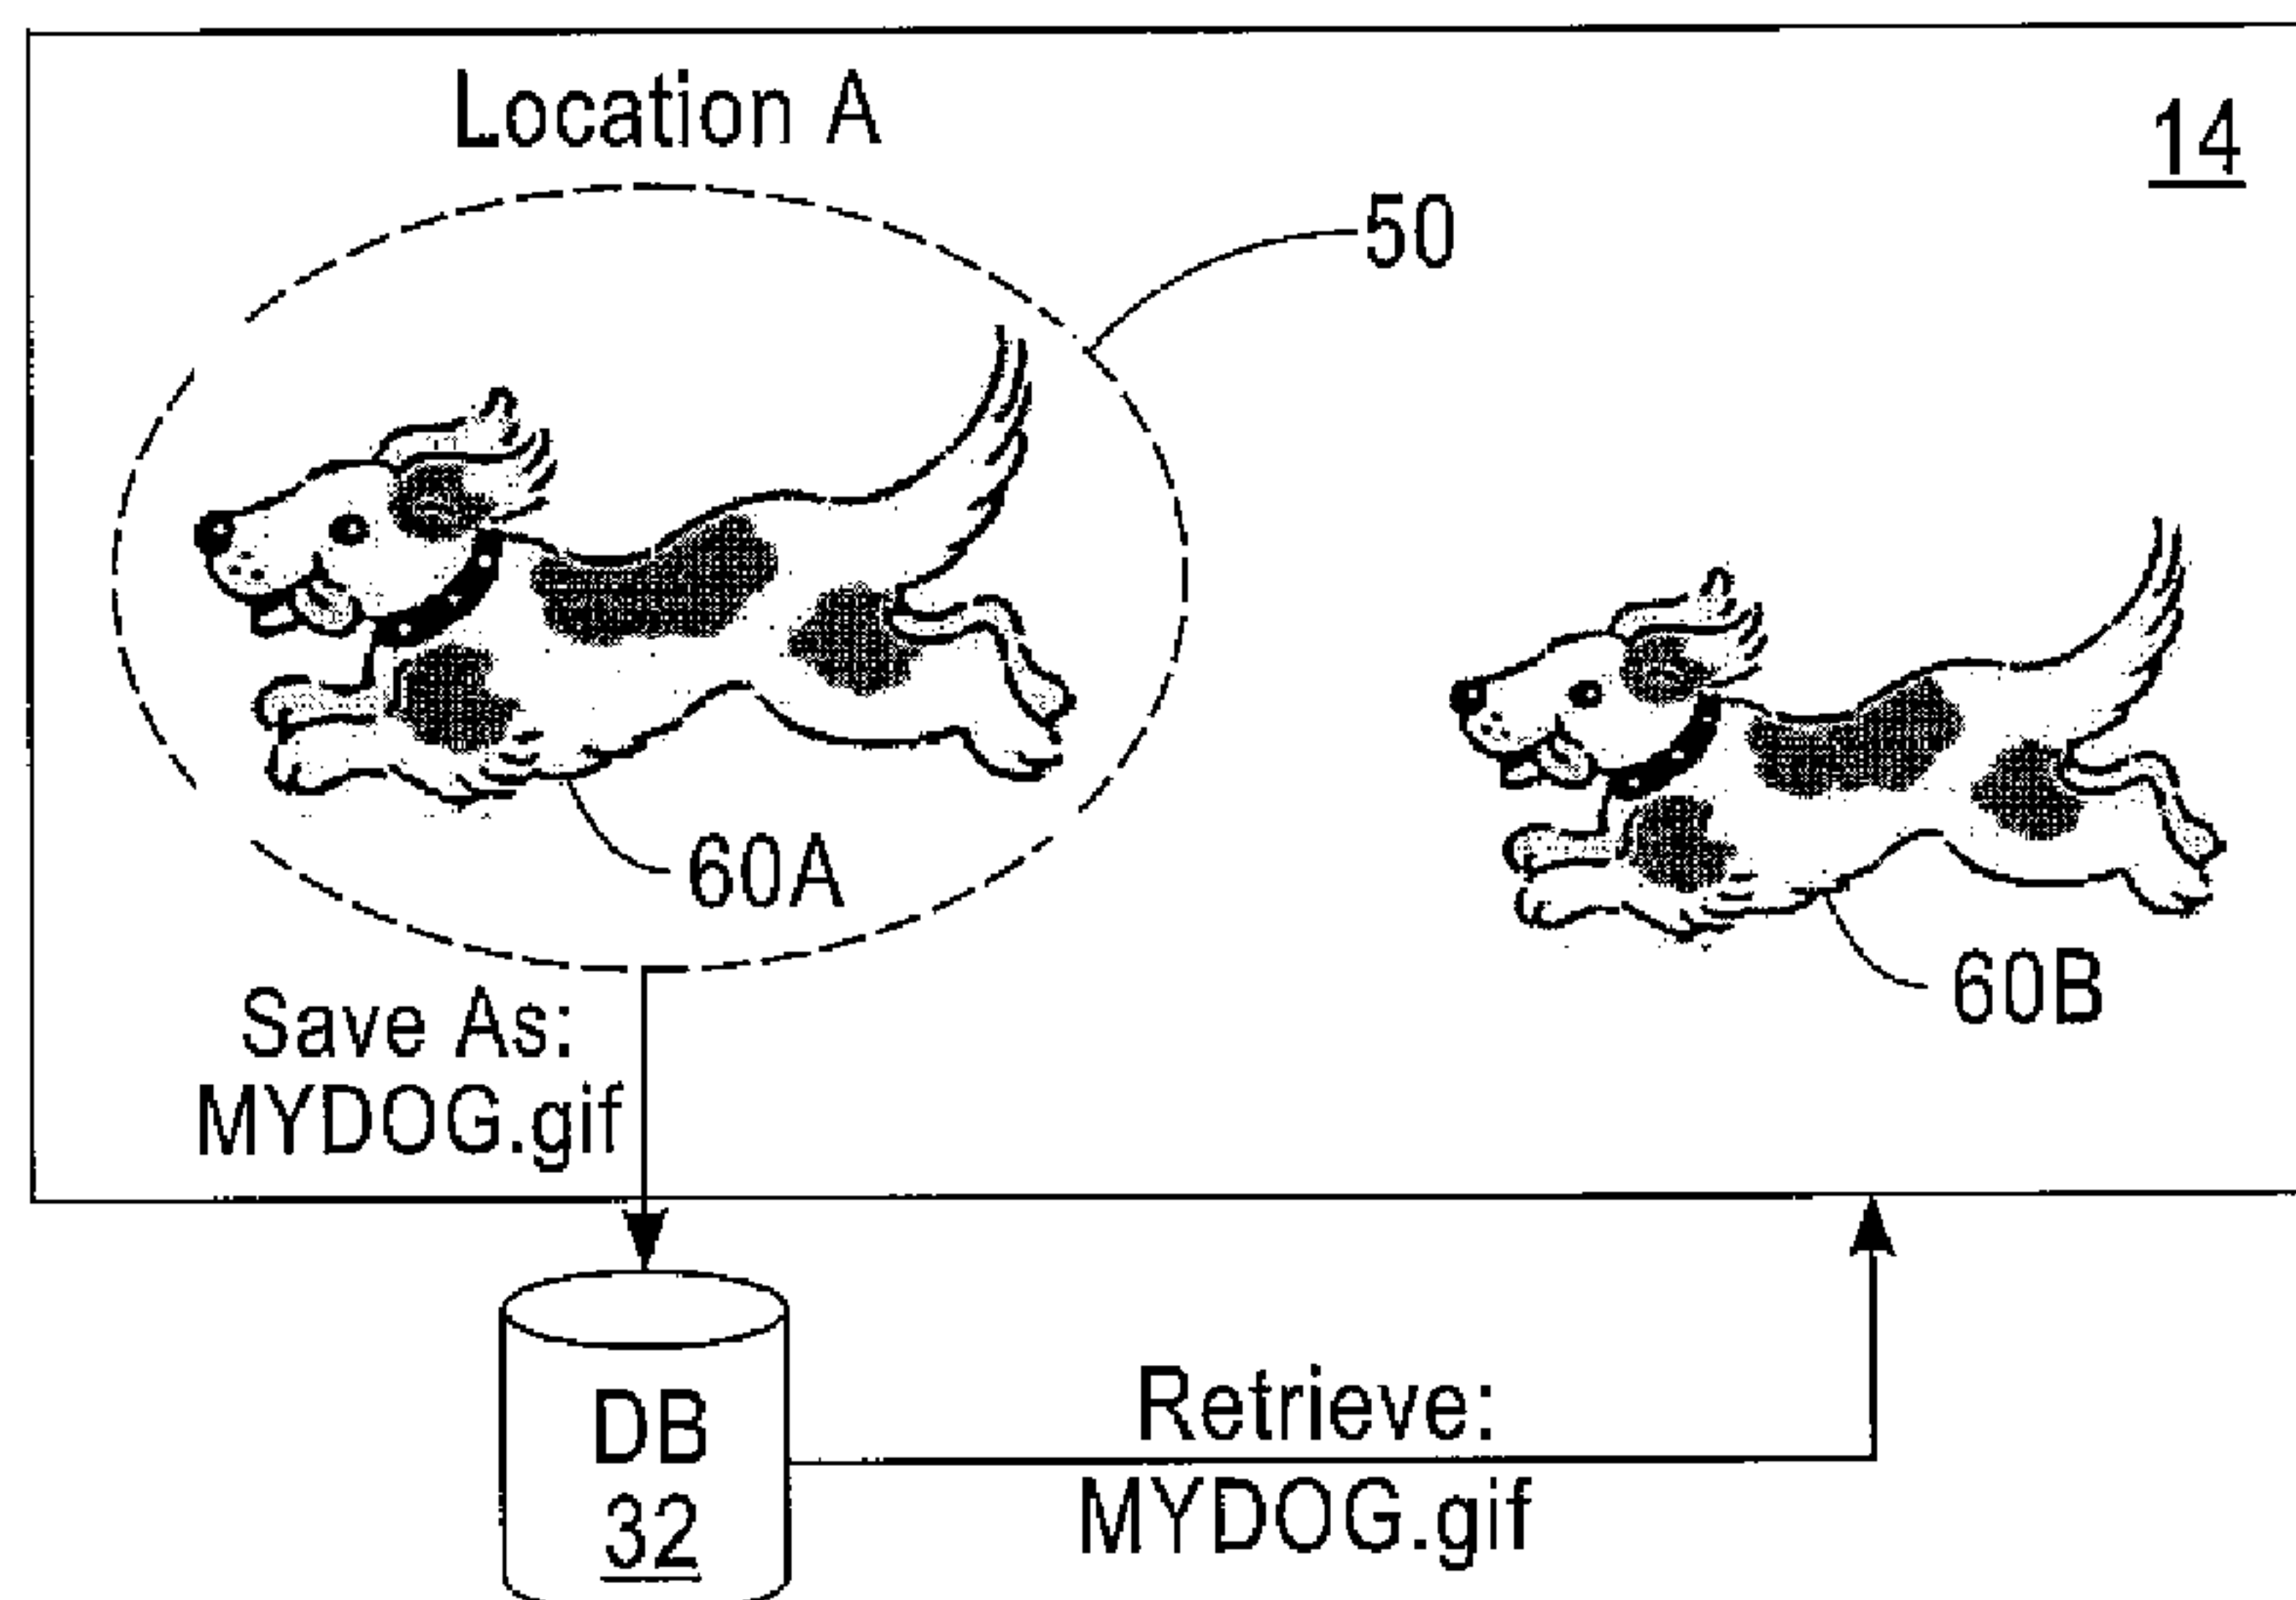 Location A
14
50
60A
60B
Save As:
MYDOG.gif
DB
32
Retrieve:
MYDOG.gif